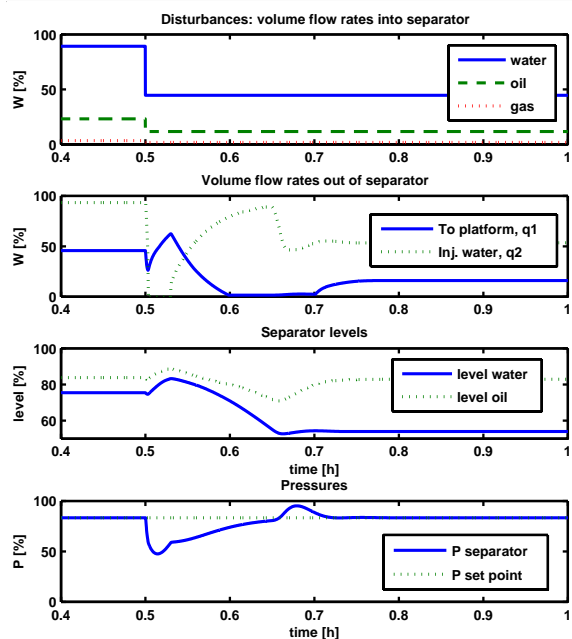 Disturbances: volume flow rates into separator
100
50
0
W [%]
water
oil
gas
0.4 0.5 0.6 0.7 0.8 0.9 1
Volume flow rates out of separator
100
50
0
W [%]
To platform, q1
Inj. water, q2
0.4 0.5 0.6 0.7 0.8 0.9 1
Separator levels
100
80
60
level [%]
level water
level oil
0.4 0.5 0.6 0.7 0.8 0.9 1
time [h]
Pressures
100
50
0
P [%]
P separator
P set point
0.4 0.5 0.6 0.7 0.8 0.9 1
time [h]